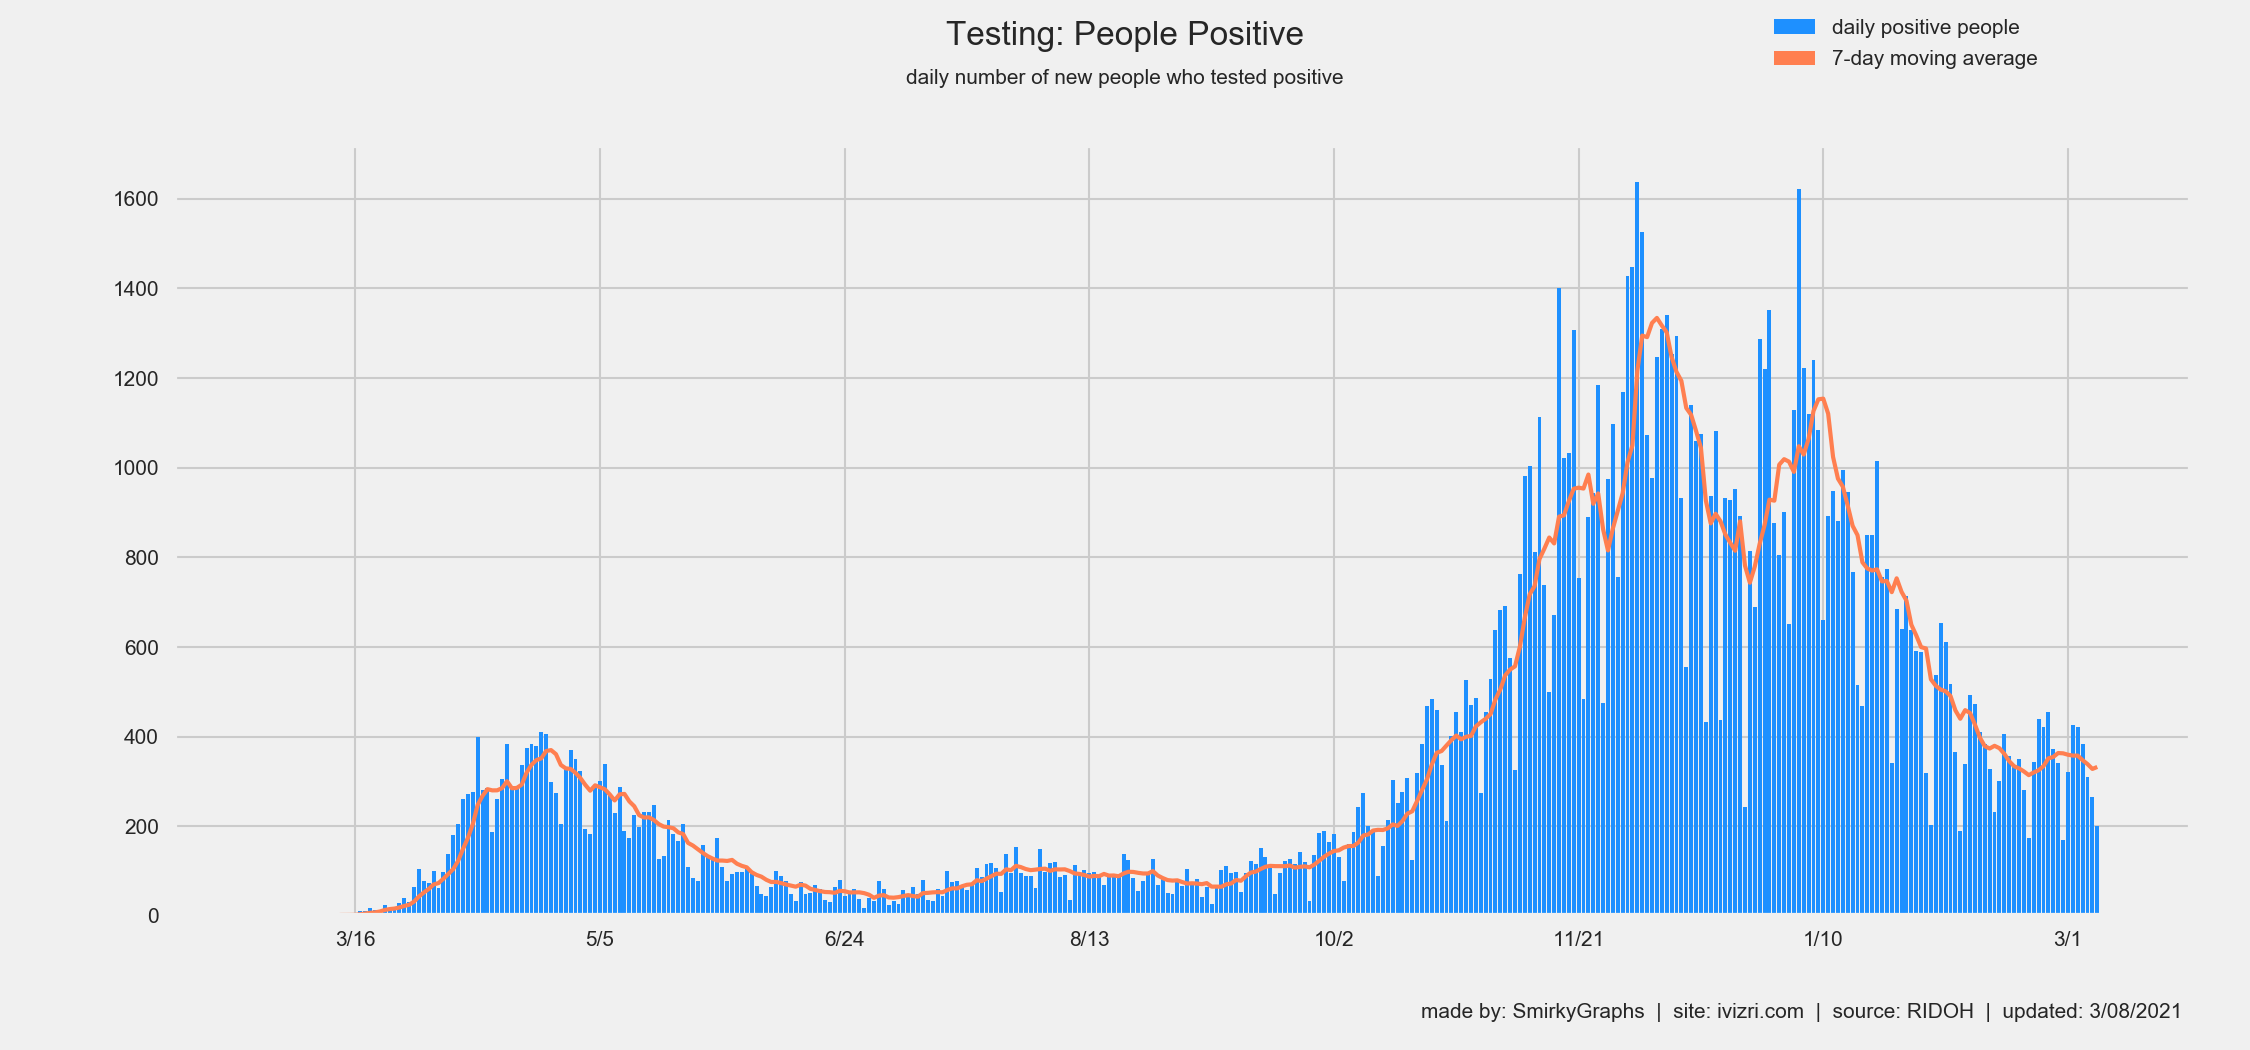 Testing: People Positive
daily number of new people who tested positive
daily positive people
7-day moving average
1600
1400
1200
1000
800
600
400
200
0
3/16 5/5 6/24 8/13 10/2 11/21 1/10 3/1
made by: SmirkyGraphs | site: ivizri.com | source: RIDOH | updated: 3/08/2021